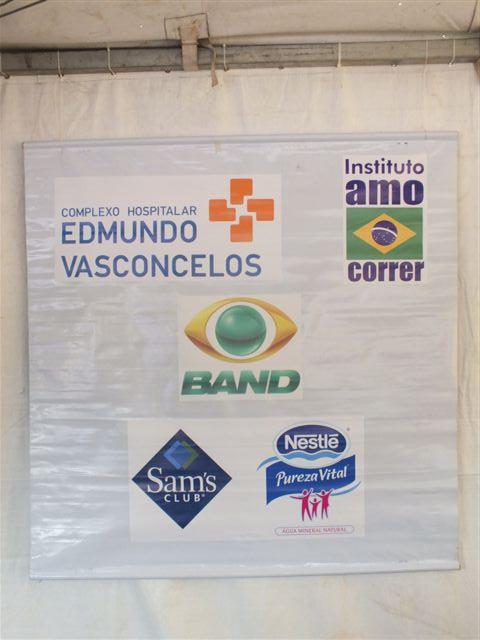 COMPLEXO HOSPITALAR
EDMUNDO
VASCONCELOS
Instituto
amo
correr
BAND
Sam's
CLUB
Nestlé
Pureza Vital
ÁGUA MINERAL NATURAL